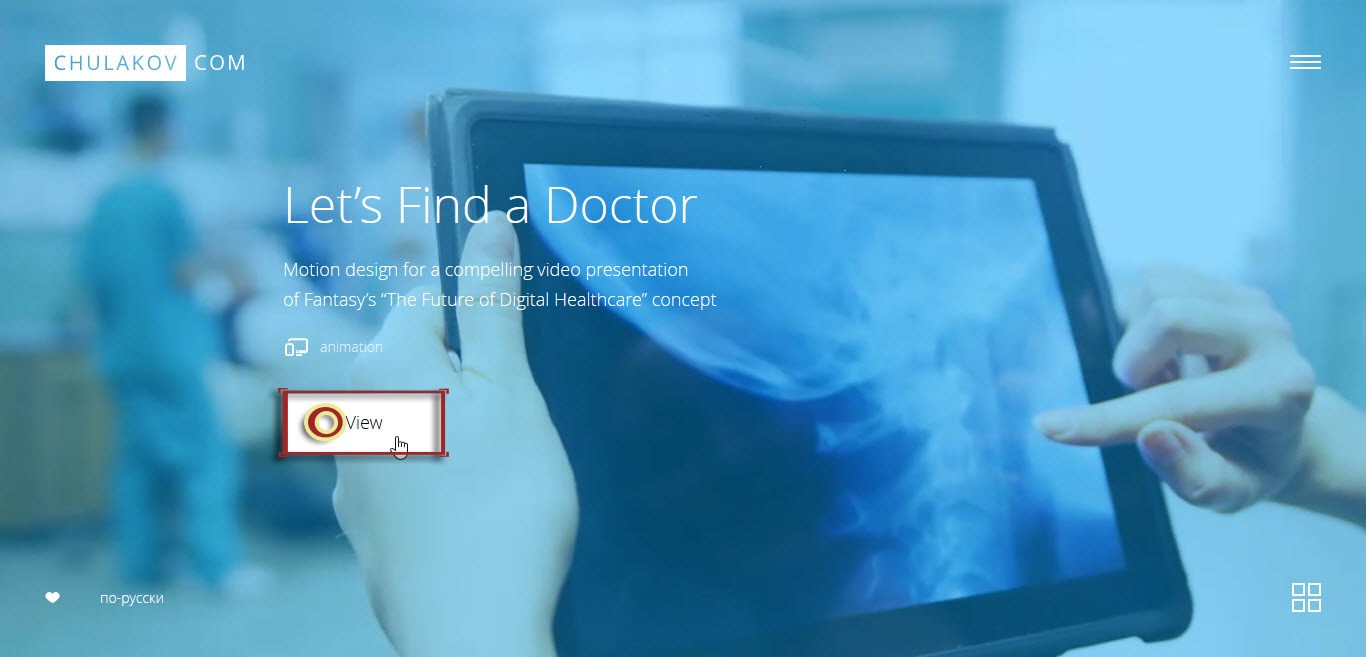 CHULAKOV COM
Let’s Find a Doctor
Motion design for a compelling video presentation
of Fantasy’s “The Future of Digital Healthcare” concept
animation
View
по-русски